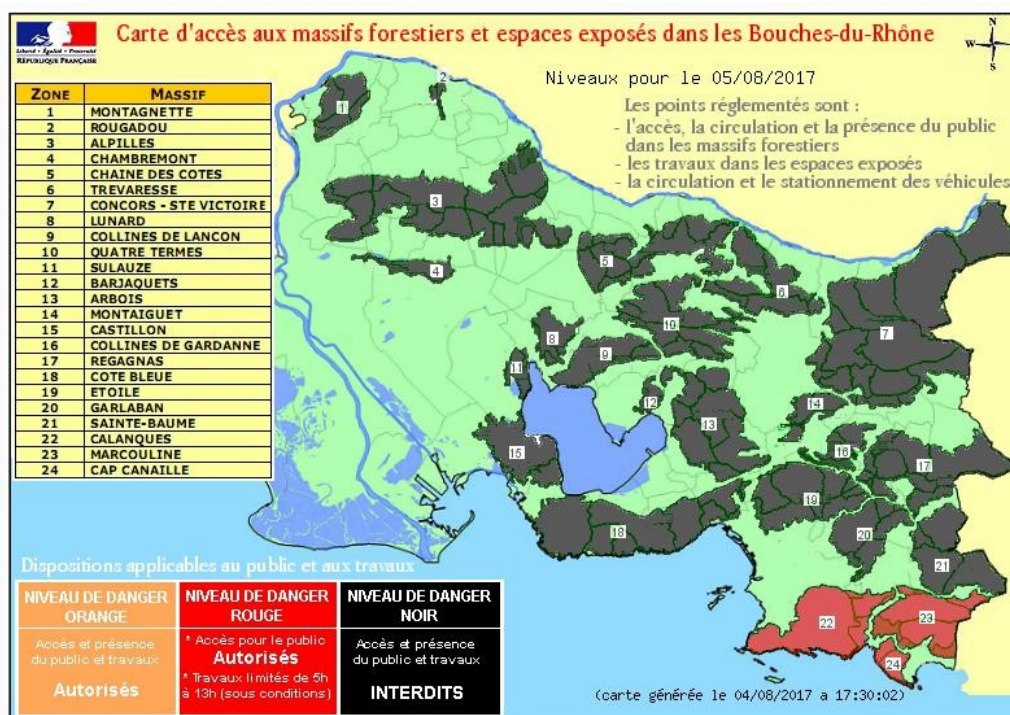 Carte d'accès aux massifs forestiers et espaces exposés dans les Bouches-du-Rhône
Liberté • Égalité • Fraternité
RÉPUBLIQUE FRANÇAISE
N
W
E
S
Niveaux pour le 05/08/2017
Les points réglementés sont :
- l'accès, la circulation et la présence du public
dans les massifs forestiers
- les travaux dans les espaces exposés
- la circulation et le stationnement des véhicules
ZONE MASSIF
1 MONTAGNETTE
2 ROUGADOU
3 ALPILLES
4 CHAMBREMONT
5 CHAINE DES COTES
6 TREVARESSE
7 CONCORS - STE VICTOIRE
8 LUNARD
9 COLLINES DE LANCON
10 QUATRE TERMES
11 SULAUZE
12 BARJAQUETS
13 ARBOIS
14 MONTAIGUET
15 CASTILLON
16 COLLINES DE GARDANNE
17 REGAGNAS
18 COTE BLEUE
19 ETOILE
20 GARLABAN
21 SAINTE-BAUME
22 CALANQUES
23 MARCOULINE
24 CAP CANAILLE
1
2
3
4
5
6
7
8
9
10
11
12
13
14
15
16
17
18
19
20
21
22
23
24
Dispositions applicables au public et aux travaux
NIVEAU DE DANGER
ORANGE
Accès et présence
du public et travaux
Autorisés
NIVEAU DE DANGER
ROUGE
* Accès pour le public
Autorisés
* Travaux limités de 5h
à 13h (sous conditions)
NIVEAU DE DANGER
NOIR
Accès et présence
du public et travaux
INTERDITS
(carte générée le 04/08/2017 a 17:30:02)